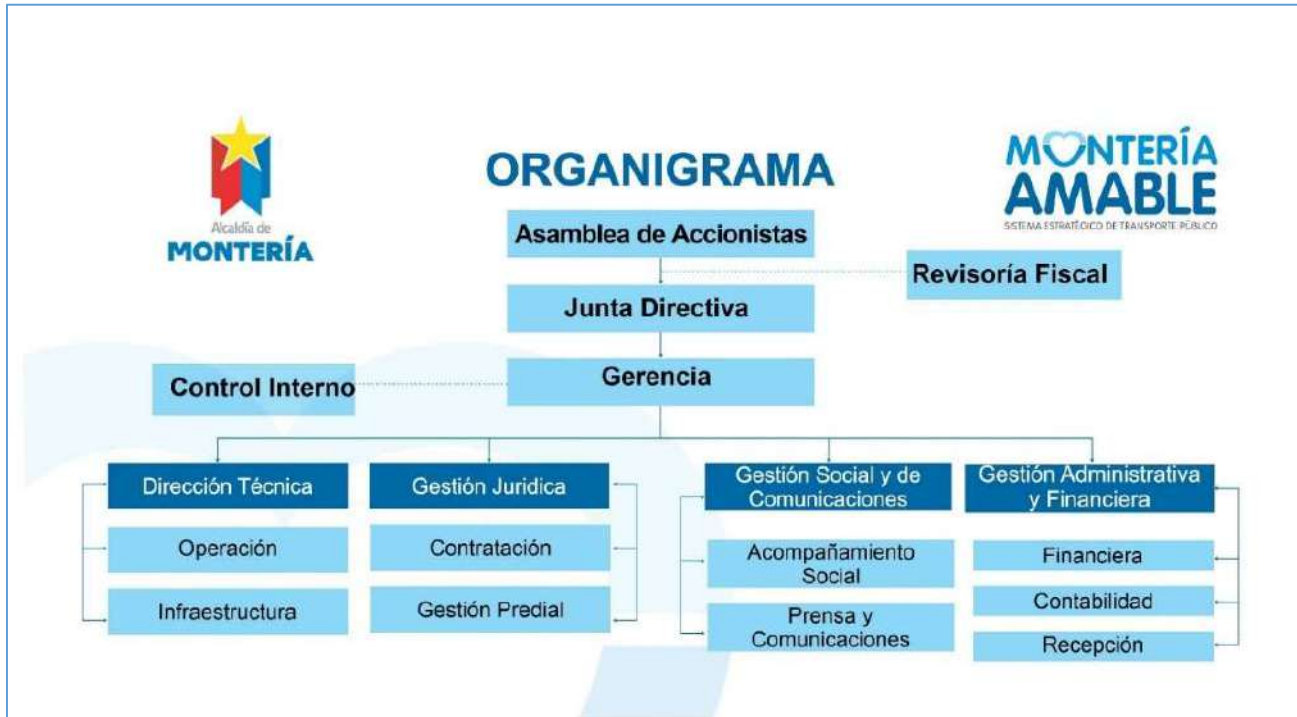 Alcaldía de
MONTERÍA
ORGANIGRAMA
MONTERÍA
AMABLE
SISTEMA ESTRATÉGICO DE TRANSPORTE PÚBLICO
Asamblea de Accionistas
Revisoría Fiscal
Junta Directiva
Control Interno
Gerencia
Dirección Técnica
Operación
Infraestructura
Gestión Juridica
Contratación
Gestión Predial
Gestión Social y de
Comunicaciones
Acompañamiento
Social
Prensa y
Comunicaciones
Gestión Administrativa
y Financiera
Financiera
Contabilidad
Recepción